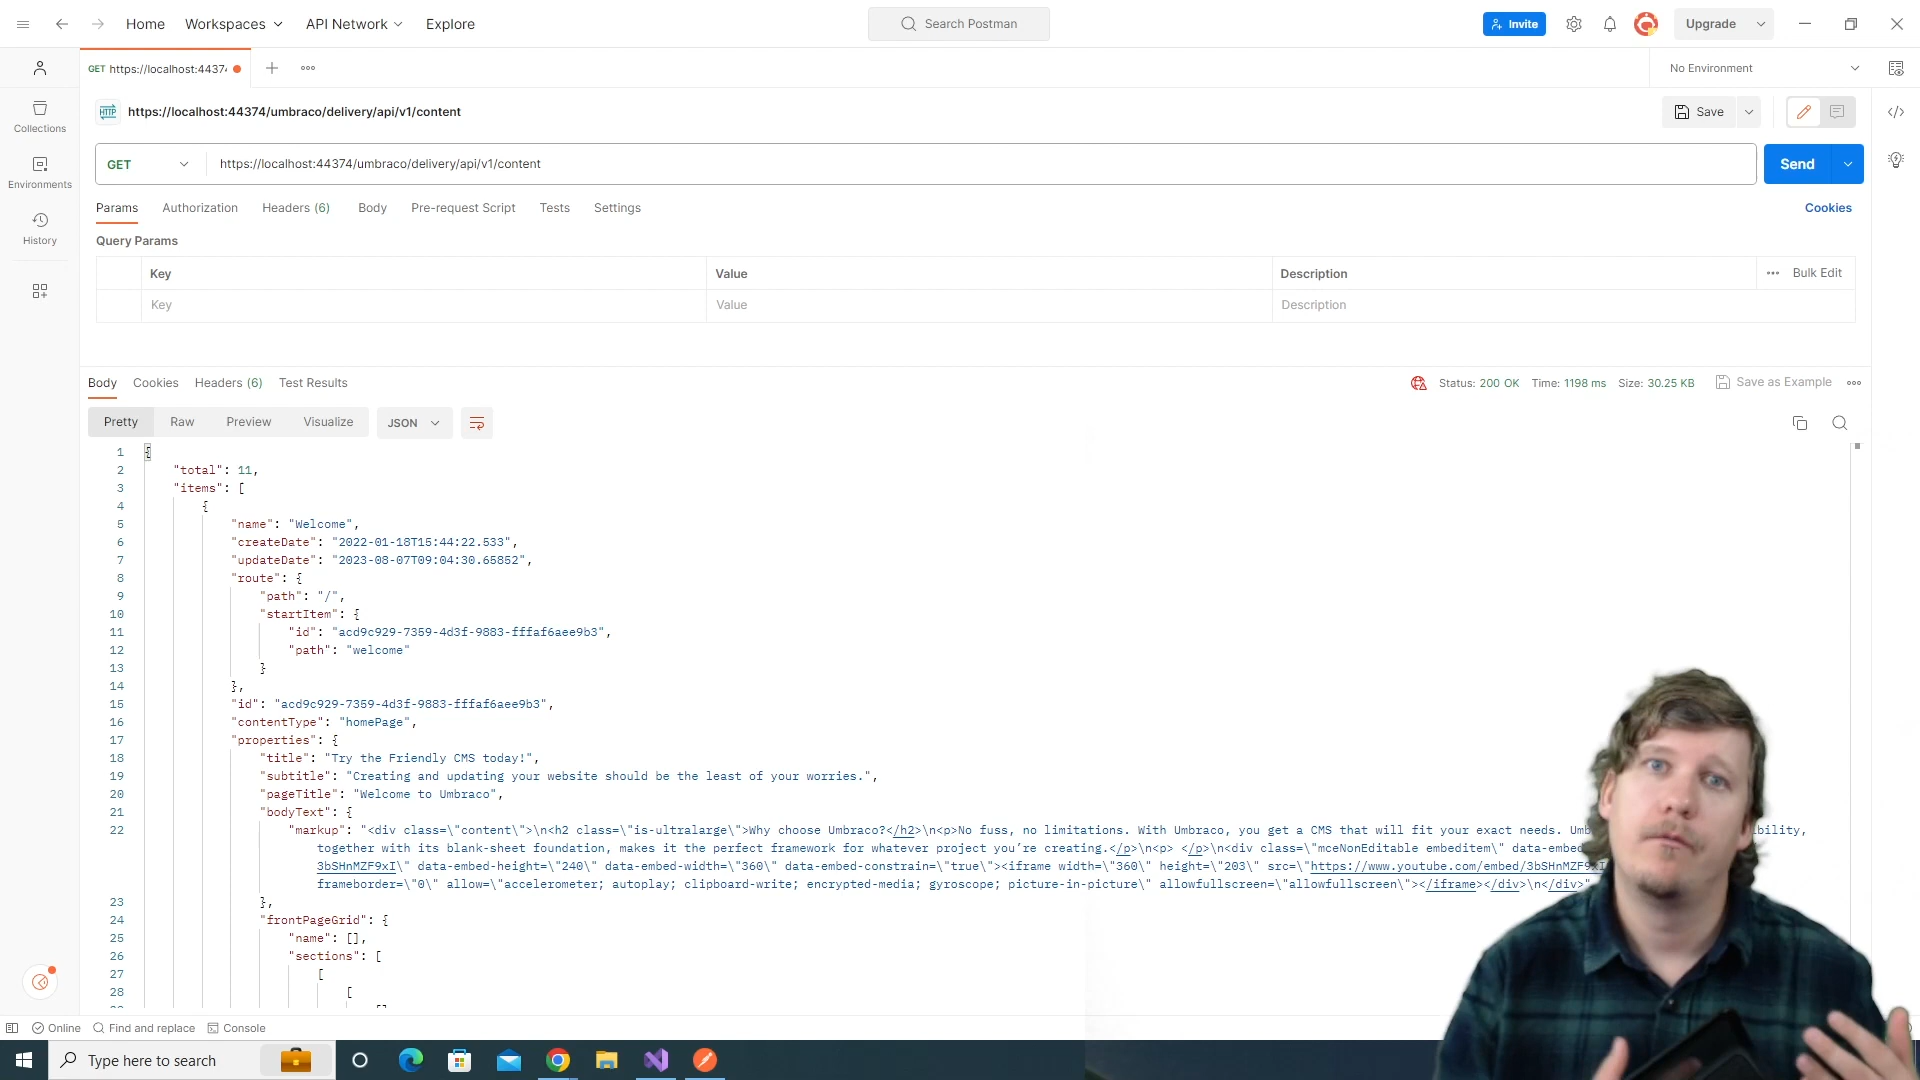 Home Workspaces API Network Explore
Search Postman
Invite
Upgrade
GET https://localhost:4437
No Environment
HTTP https://localhost:44374/umbraco/delivery/api/v1/content
Save
GET https://localhost:44374/umbraco/delivery/api/v1/content
Send
Params Authorization Headers (6) Body Pre-request Script Tests Settings
Cookies
Query Params
Key Value Description Bulk Edit
Key Value Description
Collections
Environments
History
Body Cookies Headers (6) Test Results
Status: 200 OK Time: 1198 ms Size: 30.25 KB Save as Example
Pretty Raw Preview Visualize JSON
1 {
2 "total": 11,
3 "items": [
4 {
5 "name": "Welcome",
6 "createDate": "2022-01-18T15:44:22.533",
7 "updateDate": "2023-08-07T09:04:30.65852",
8 "route": {
9 "path": "/",
10 "startItem": {
11 "id": "acd9c929-7359-4d3f-9883-fffaf6aee9b3",
12 "path": "welcome"
13 }
14 },
15 "id": "acd9c929-7359-4d3f-9883-fffaf6aee9b3",
16 "contentType": "homePage",
17 "properties": {
18 "title": "Try the Friendly CMS today!",
19 "subtitle": "Creating and updating your website should be the least of your worries.",
20 "pageTitle": "Welcome to Umbraco",
21 "bodyText": {
22 "markup": "<div class=\"content\">\n<h2 class=\"is-ultralarge\">Why choose Umbraco?</h2>\n<p>No fuss, no limitations. With Umbraco, you get a CMS that will fit your exact needs.
together with its blank-sheet foundation, makes it the perfect framework for whatever project you’re creating.</p>\n<p> </p>\n<div class=\"mceNonEditable embeditem\"
3bSHnMZF9xI\" data-embed-height=\"240\" data-embed-width=\"360\" data-embed-constrain=\"true\"><iframe width=\"360\" height=\"203\" src=\"https://www.youtube.com/embed/3bSHnMZF9xI
frameborder=\"0\" allow=\"accelerometer; autoplay; clipboard-write; encrypted-media; gyroscope; picture-in-picture\" allowfullscreen=\"allowfullscreen\"></iframe></div>\n</div>"
23 },
24 "frontPageGrid": {
25 "name": [],
26 "sections": [
27 [
28 [
Online Find and replace Console
Type here to search